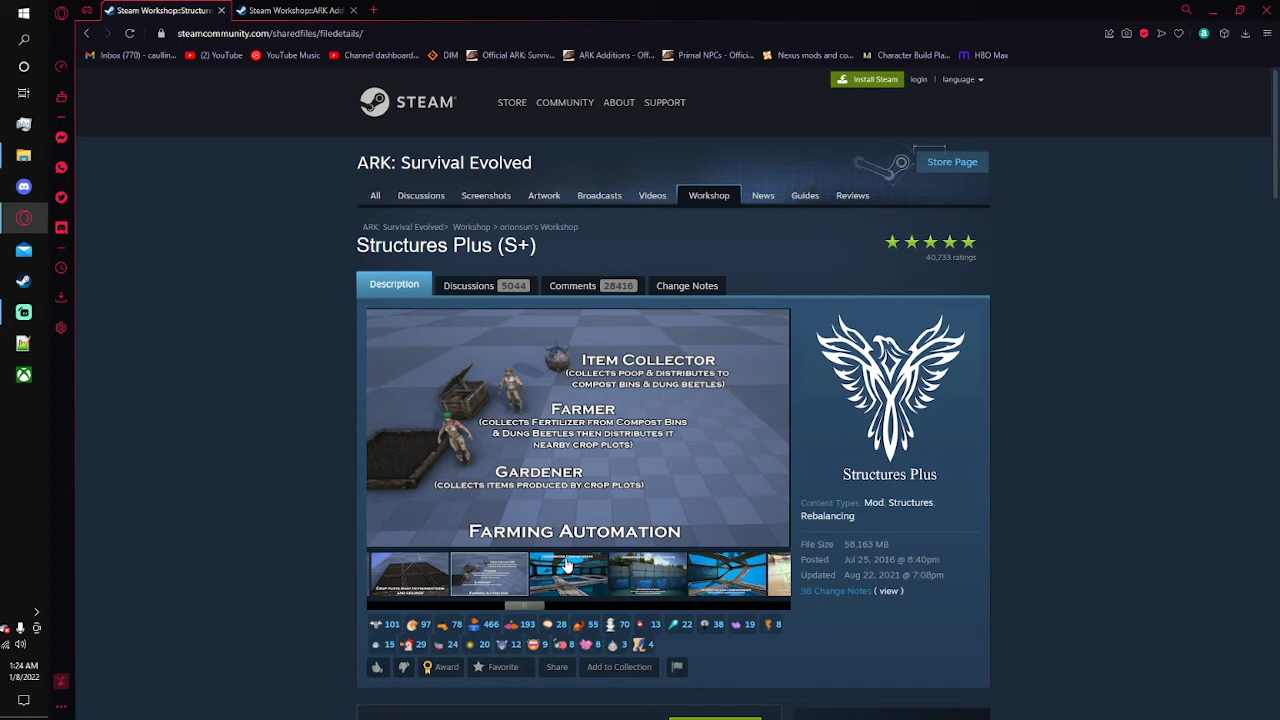 Steam Workshop::Structure
Steam Workshop::ARK Add
steamcommunity.com/sharedfiles/filedetails/
Inbox (770) - caullin...
(2) YouTube
YouTube Music
Channel dashboard...
DIM
Official ARK: Surviv...
ARK Additions - Off...
Primal NPCs - Offici...
Nexus mods and co...
Character Build Pla...
HBO Max
Install Steam
login | language
STEAM
STORE COMMUNITY ABOUT SUPPORT
ARK: Survival Evolved
Store Page
All Discussions Screenshots Artwork Broadcasts Videos Workshop News Guides Reviews
ARK: Survival Evolved> Workshop > orionsun's Workshop
Structures Plus (S+)
40,733 ratings
Description
Discussions 5044
Comments 28416
Change Notes
ITEM COLLECTOR
(COLLECTS POOP & DISTRIBUTES TO
COMPOST BINS & DUNG BEETLES)
FARMER
(COLLECTS FERTILIZER FROM COMPOST BINS
& DUNG BEETLES THEN DISTRIBUTES IT
NEARBY CROP PLOTS)
GARDENER
(COLLECTS ITEMS PRODUCED BY CROP PLOTS)
FARMING AUTOMATION
Structures Plus
Content Types: Mod, Structures,
Rebalancing
File Size 58.163 MB
Posted Jul 25, 2016 @ 8:40pm
Updated Aug 22, 2021 @ 7:08pm
98 Change Notes ( view )
101 97 78 466 193 28 55 70 13 22 38 19 8
15 29 24 20 12 9 8 8 3 4
Award
Favorite
Share
Add to Collection
1:24 AM
1/8/2022